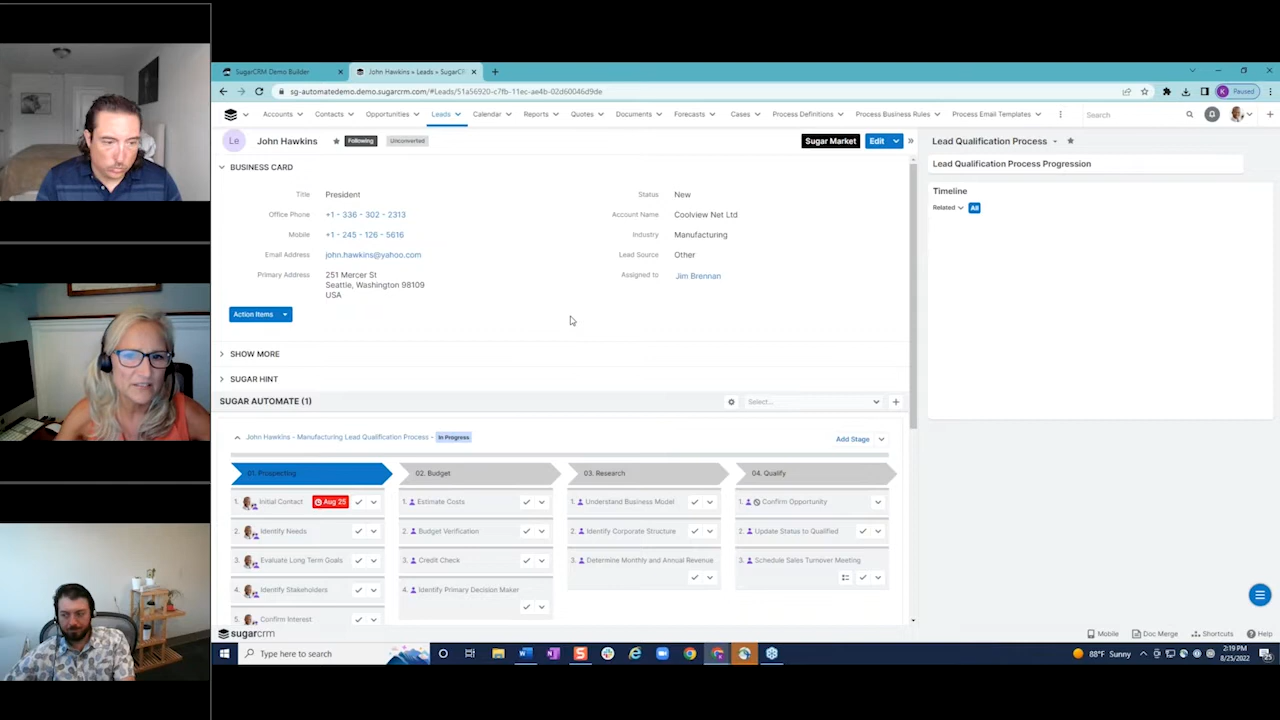 SugarCRM Demo Builder
John Hawkins » Leads » SugarCR
sg-automatedemo.demo.sugarcrm.com/#Leads/51a56920-c7fb-11ec-ae4b-02d60046d9de
Paused
Accounts Contacts Opportunities Leads Calendar Reports Quotes Documents Forecasts Cases Process Definitions Process Business Rules Process Email Templates Search
Le John Hawkins Following Unconverted Sugar Market Edit
Lead Qualification Process
BUSINESS CARD
Lead Qualification Process Progression
Title President Status New
Timeline
Related All
Office Phone +1 - 336 - 302 - 2313 Account Name Coolview Net Ltd
Mobile +1 - 245 - 126 - 5616 Industry Manufacturing
Email Address john.hawkins@yahoo.com Lead Source Other
Primary Address 251 Mercer St Assigned to Jim Brennan
Seattle, Washington 98109
USA
Action Items
SHOW MORE
SUGAR HINT
SUGAR AUTOMATE (1) Select...
John Hawkins - Manufacturing Lead Qualification Process - In Progress Add Stage
01. Prospecting 02. Budget 03. Research 04. Qualify
1. Initial Contact Aug 25 1. Estimate Costs 1. Understand Business Model 1. Confirm Opportunity
2. Identify Needs 2. Budget Verification 2. Identify Corporate Structure 2. Update Status to Qualified
3. Evaluate Long Term Goals 3. Credit Check 3. Determine Monthly and Annual Revenue 3. Schedule Sales Turnover Meeting
4. Identify Stakeholders 4. Identify Primary Decision Maker
5. Confirm Interest
sugarcrm Mobile Doc Merge Shortcuts Help
Type here to search 88°F Sunny 2:19 PM
8/25/2022